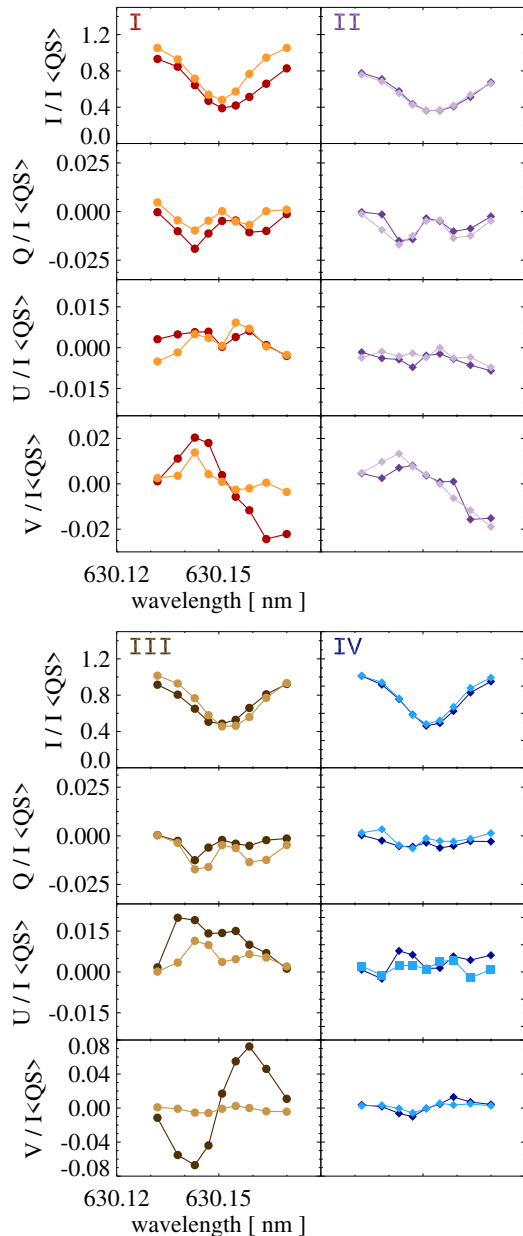 I
II
1.2
0.8
0.4
0.0
I / I <QS>
0.025
0.000
-0.025
Q / I <QS>
0.015
0.000
-0.015
U / I <QS>
0.02
0.00
-0.02
V / I<QS>
630.12
630.15
wavelength [ nm ]
III
IV
1.2
0.8
0.4
0.0
I / I <QS>
0.025
0.000
-0.025
Q / I <QS>
0.015
0.000
-0.015
U / I <QS>
0.08
0.04
0.00
-0.04
-0.08
V / I<QS>
630.12
630.15
wavelength [ nm ]